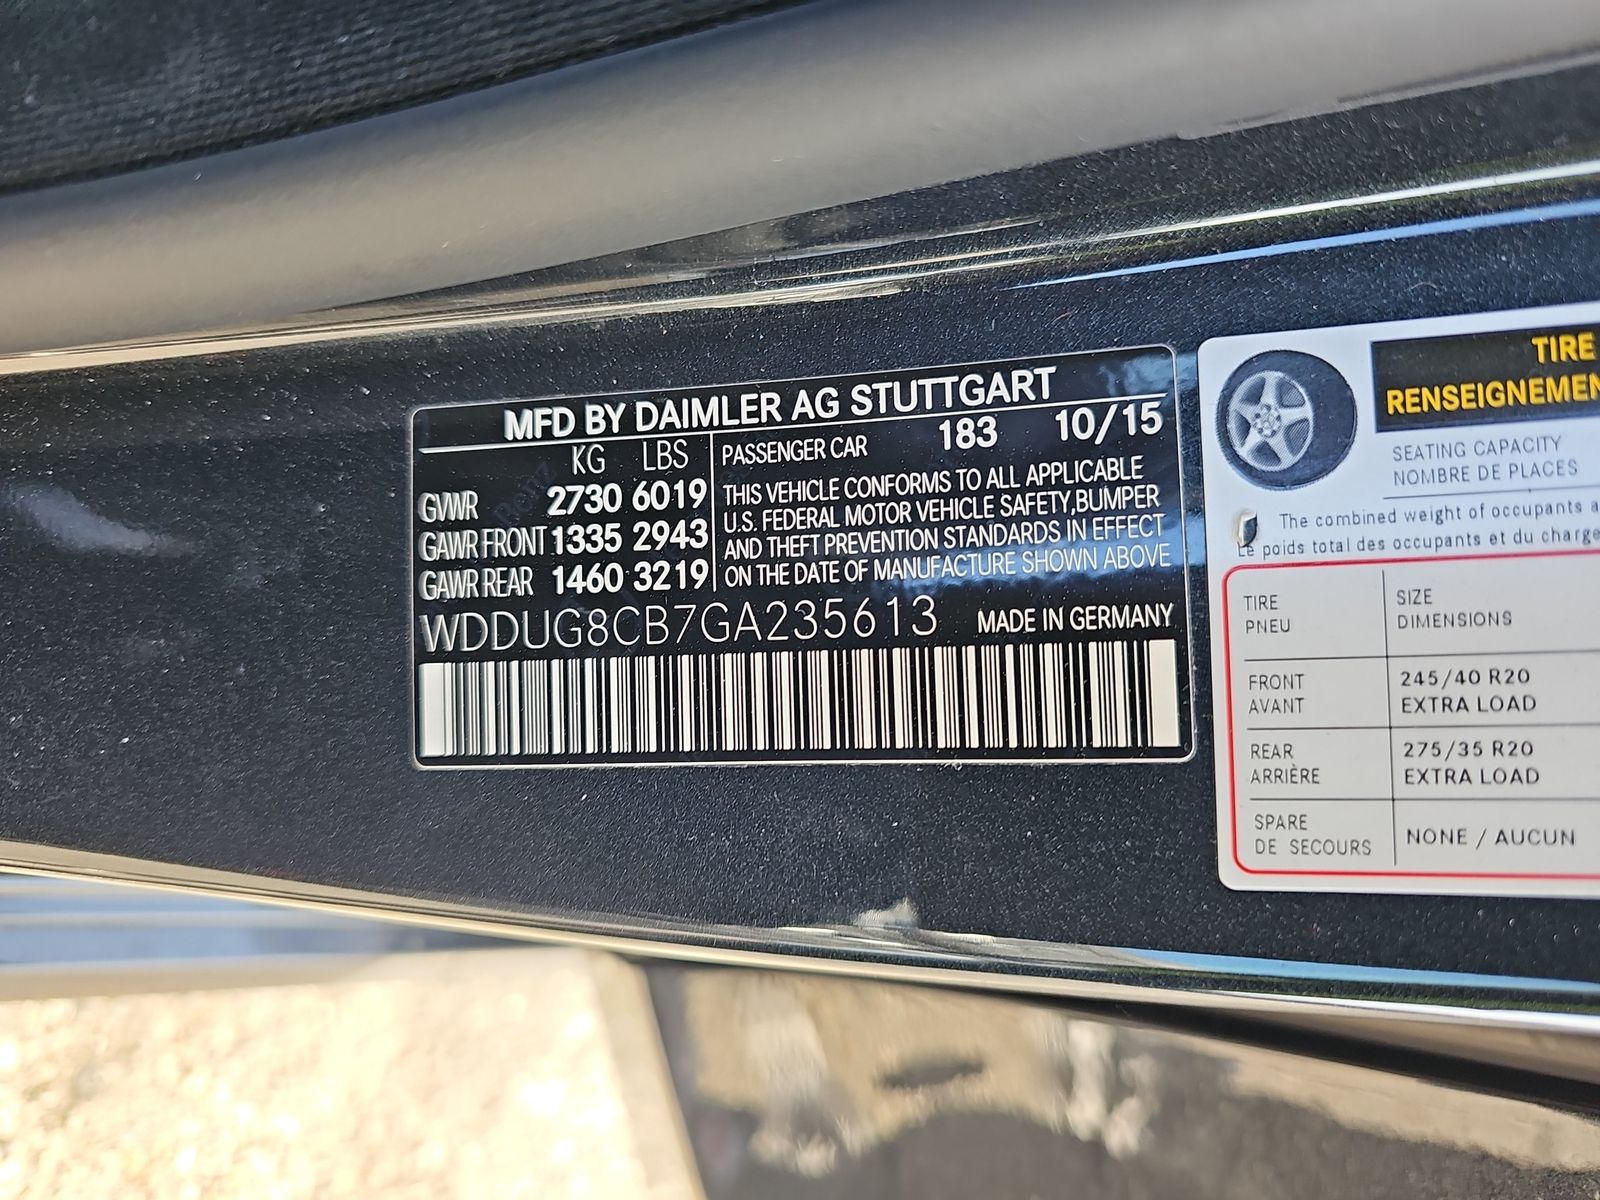 MFD BY DAIMLER AG STUTTGART
KG LBS
GVWR 2730 6019
GAWR FRONT 1335 2943
GAWR REAR 1460 3219
PASSENGER CAR 183 10/15
THIS VEHICLE CONFORMS TO ALL APPLICABLE
U.S. FEDERAL MOTOR VEHICLE SAFETY,BUMPER
AND THEFT PREVENTION STANDARDS IN EFFECT
ON THE DATE OF MANUFACTURE SHOWN ABOVE
WDDUG8CB7GA235613 MADE IN GERMANY
TIRE
RENSEIGNEMEN
SEATING CAPACITY
NOMBRE DE PLACES
The combined weight of occupants a
Le poids total des occupants et du charge
TIRE SIZE
PNEU DIMENSIONS
FRONT 245/40 R20
AVANT EXTRA LOAD
REAR 275/35 R20
ARRIÈRE EXTRA LOAD
SPARE
DE SECOURS NONE / AUCUN